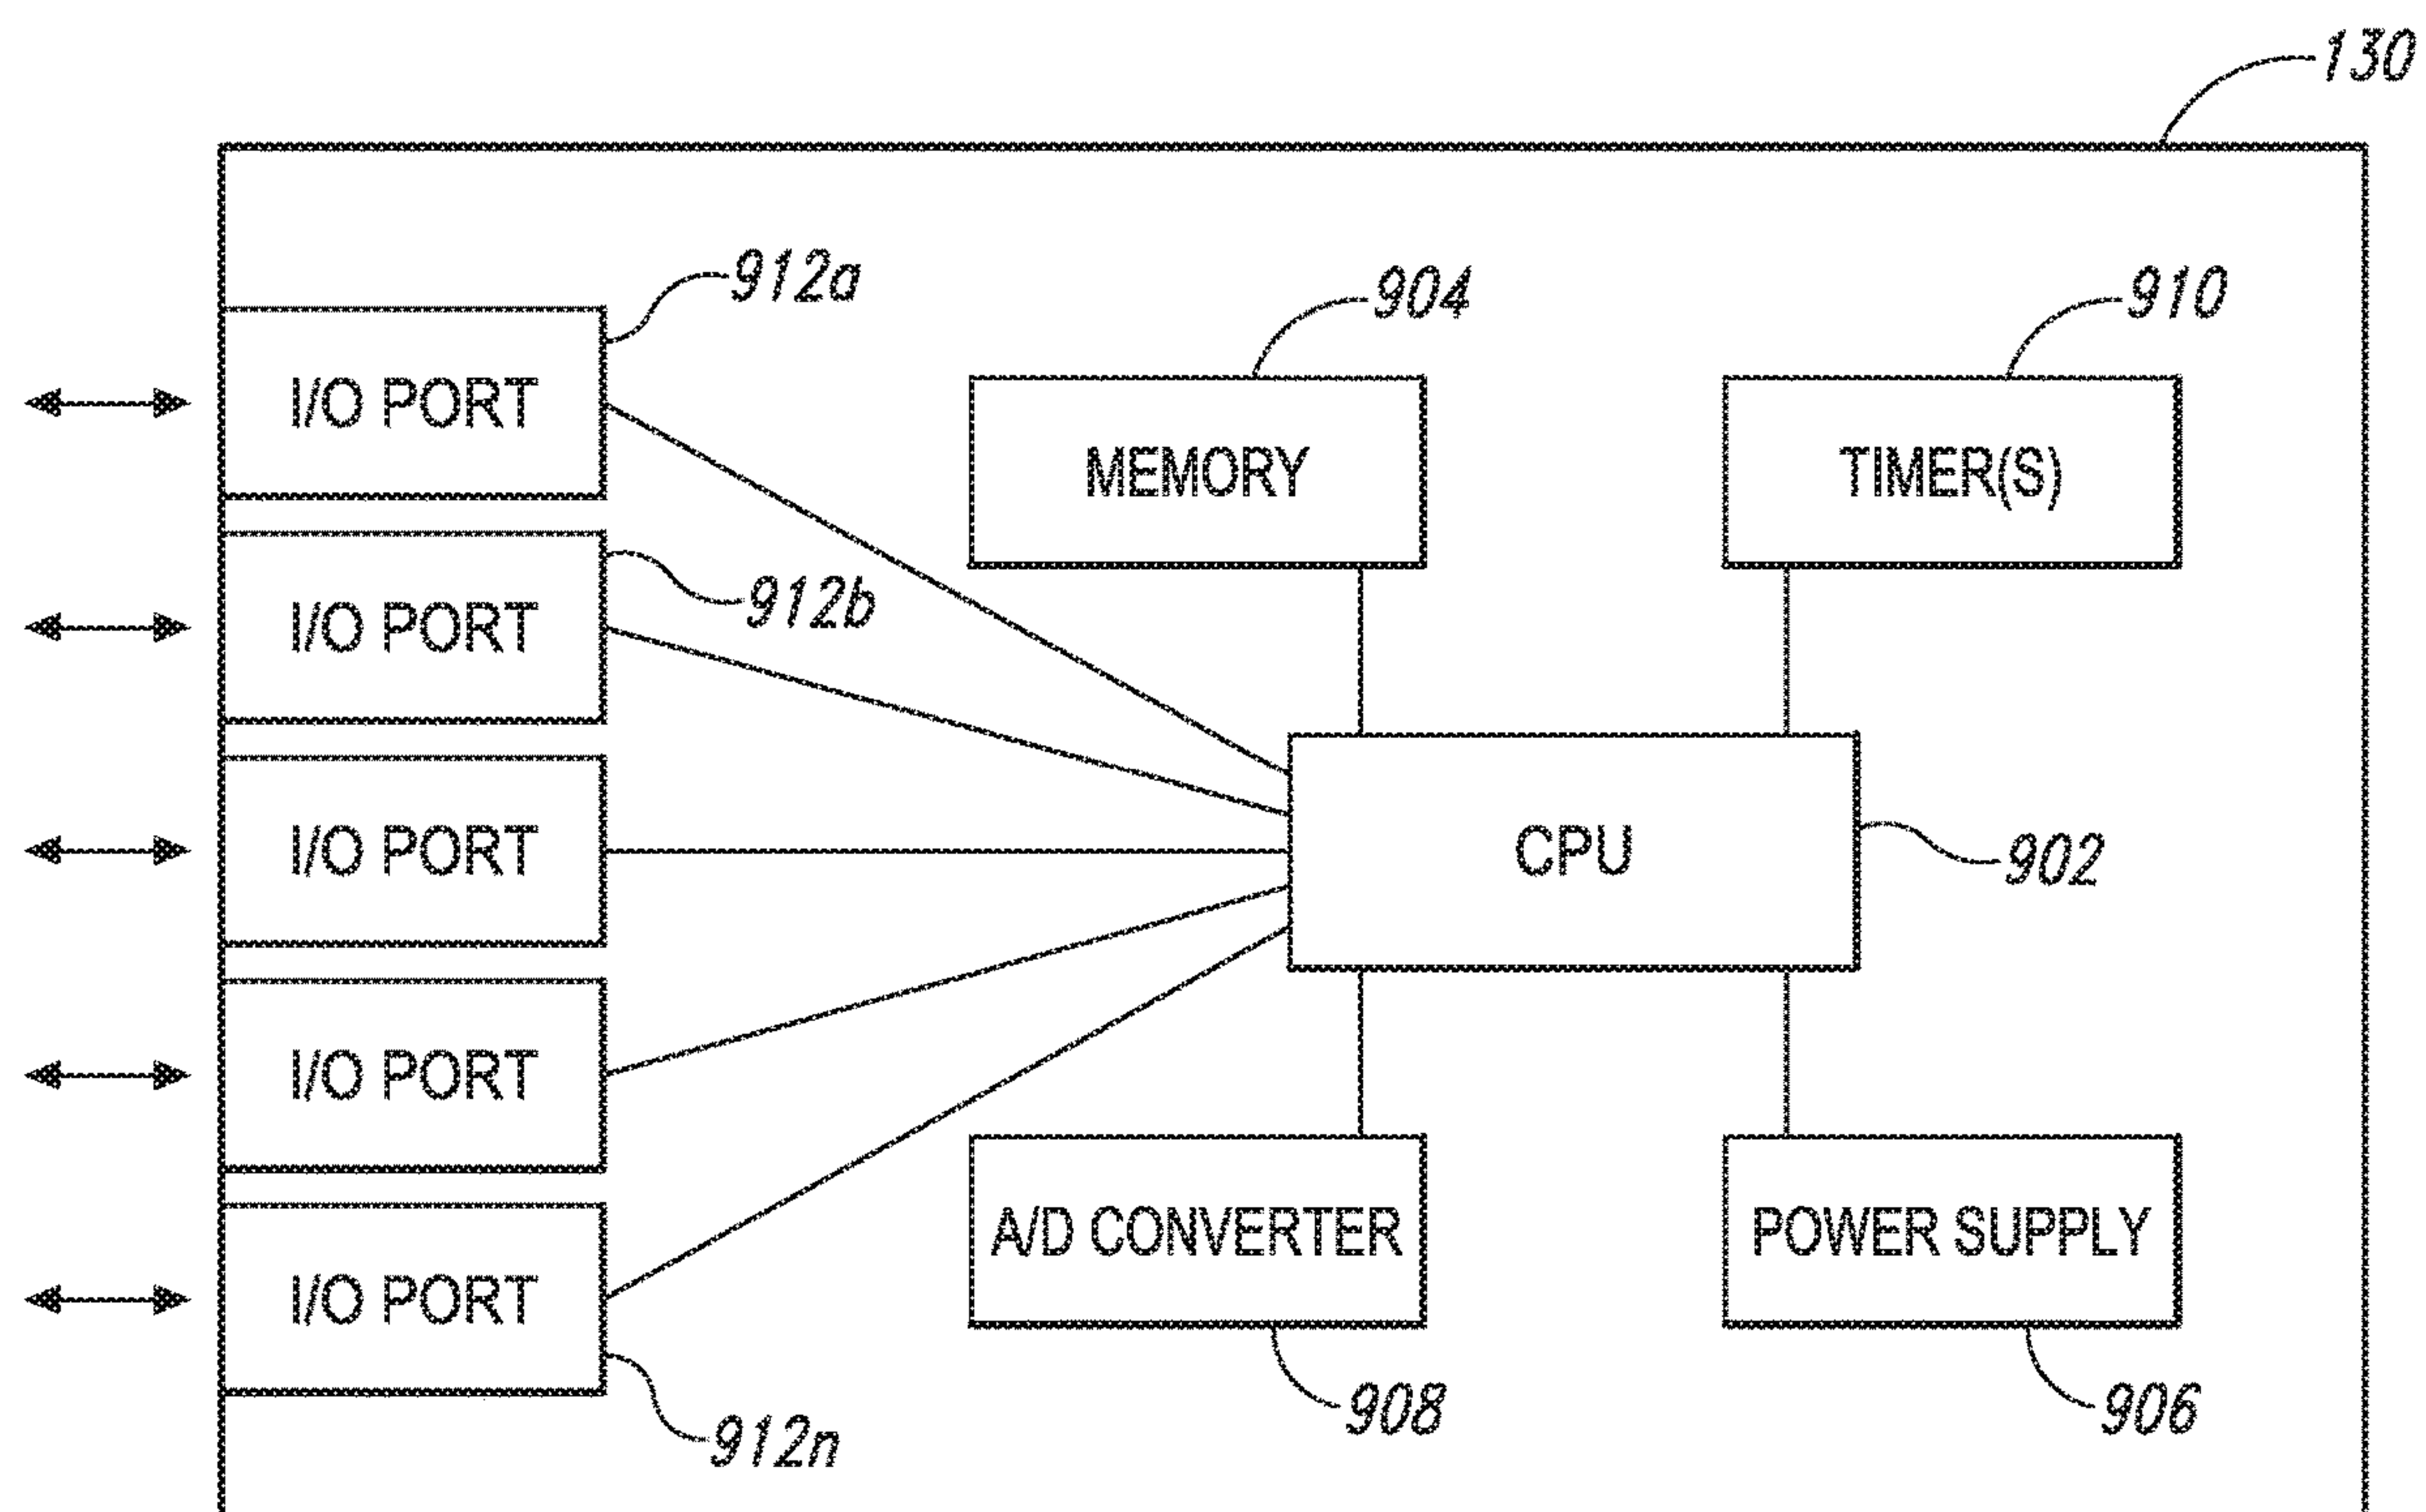 130
912a
904
910
I/O PORT
MEMORY
TIMER(S)
912b
I/O PORT
I/O PORT
CPU
902
I/O PORT
A/D CONVERTER
POWER SUPPLY
I/O PORT
908
906
912n